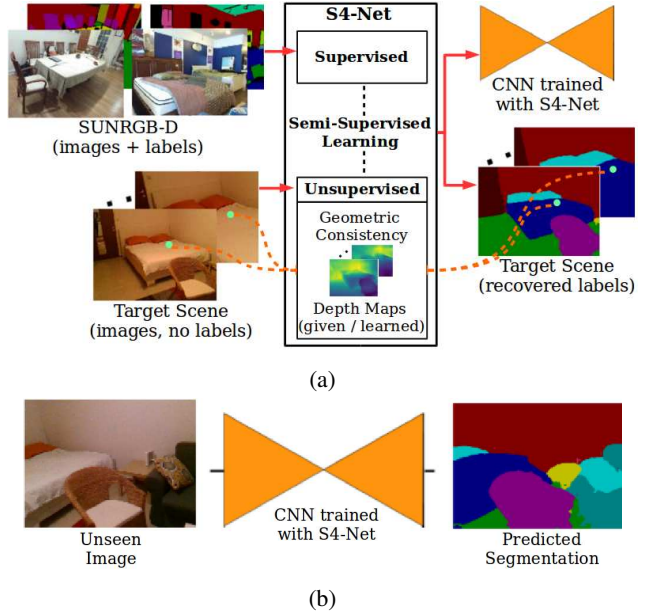 S4-Net
Supervised
Semi-Supervised
Learning
Unsupervised
Geometric
Consistency
Depth Maps
(given / learned)
SUNRGB-D
(images + labels)
Target Scene
(images, no labels)
CNN trained
with S4-Net
Target Scene
(recovered labels)
(a)
Unseen
Image
CNN trained
with S4-Net
Predicted
Segmentation
(b)